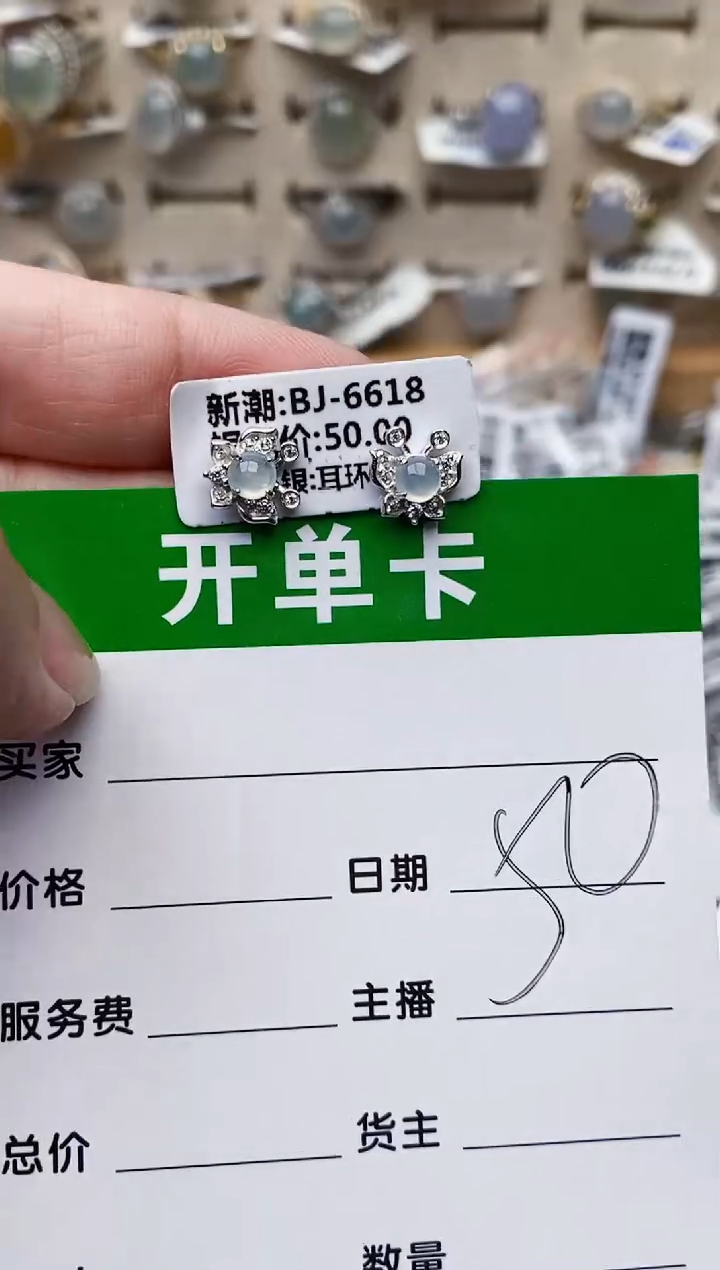 新潮:BJ-6618
价:50.00
银:耳环
开单卡
买家
50
价格 日期
服务费 主播
总价 货主
数量